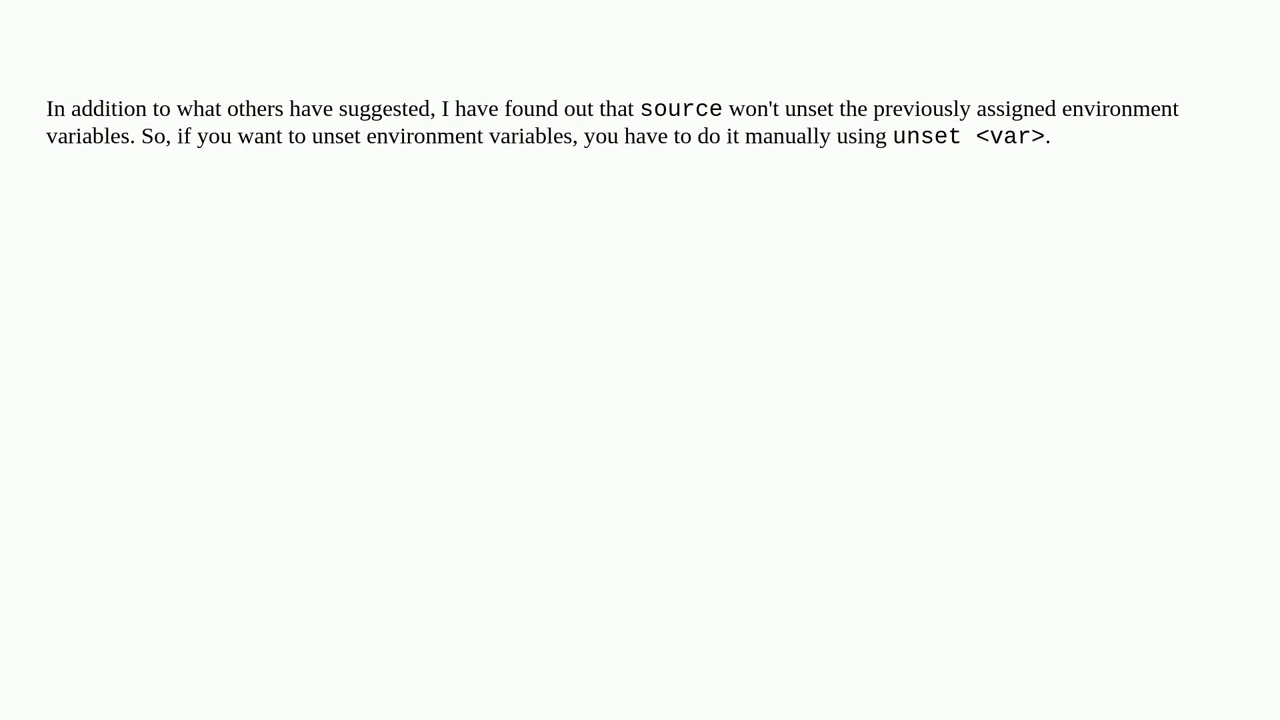 In addition to what others have suggested, I have found out that source won't unset the previously assigned environment
variables. So, if you want to unset environment variables, you have to do it manually using unset <var>.